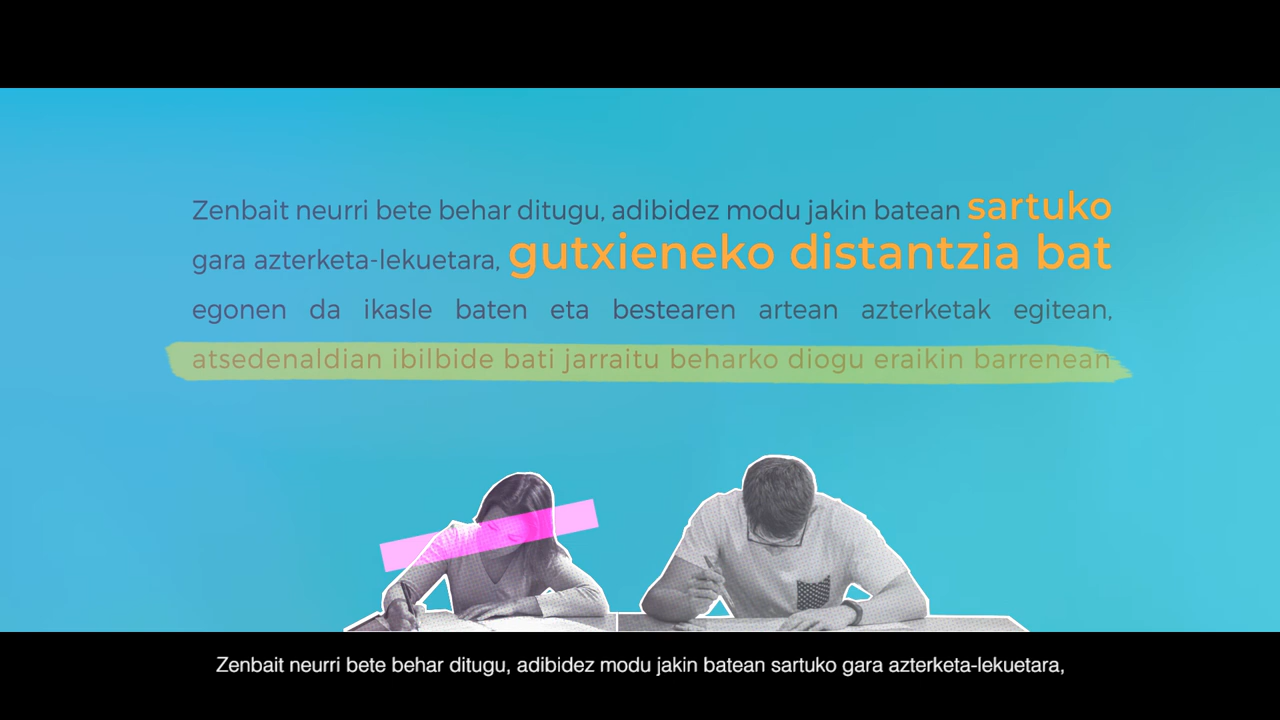 Zenbait neurri bete behar ditugu, adibidez modu jakin batean sartuko
gara azterketa-lekuetara, gutxieneko distantzia bat
egonen da ikasle baten eta bestearen artean azterketak egitean,
atsedenaldian ibilbide bati jarraitu beharko diogu eraikin barrenean
Zenbait neurri bete behar ditugu, adibidez modu jakin batean sartuko gara azterketa-lekuetara,